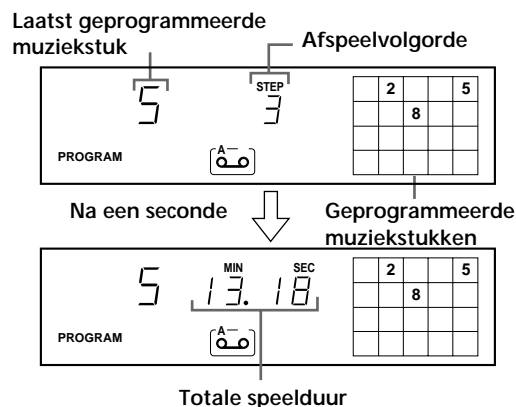 Laatst geprogrammeerde
muziekstuk
Afspeelvolgorde
STEP
5 3
2 5
8
PROGRAM
A
Na een seconde
Geprogrammeerde
muziekstukken
MIN SEC
5 13. 18
2 5
8
PROGRAM
A
Totale speelduur